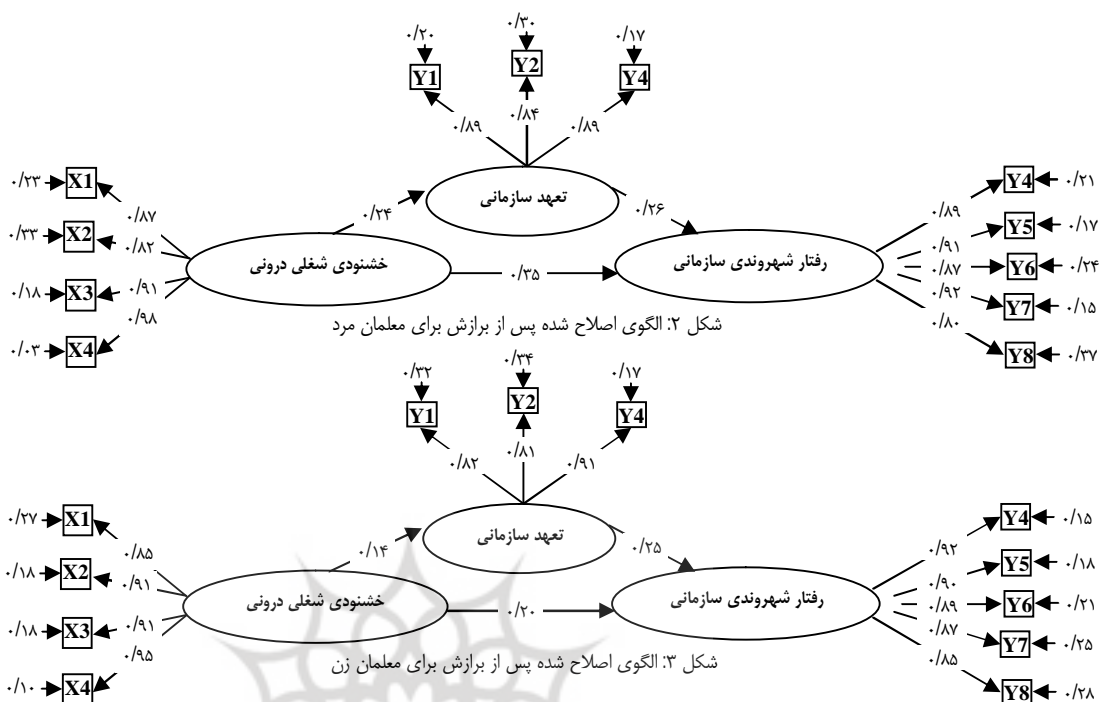 ۰/۲۰ ۰/۳۰ ۰/۱۷
Y1 Y2 Y4
۰/۸۹ ۰/۸۴ ۰/۸۹
تعهد سازمانی
۰/۲۴ ۰/۲۶
خشنودی شغلی درونی
۰/۳۵
رفتار شهروندی سازمانی
۰/۲۳ X1 ۰/۸۷
۰/۳۳ X2 ۰/۸۲
۰/۱۸ X3 ۰/۹۱
۰/۰۳ X4 ۰/۹۸
۰/۸۹ Y4 ۰/۲۱
۰/۹۱ Y5 ۰/۱۷
۰/۸۷ Y6 ۰/۲۴
۰/۹۲ Y7 ۰/۱۵
۰/۸۰ Y8 ۰/۳۷
شکل ۲: الگوی اصلاح شده پس از برازش برای معلمان مرد
۰/۳۲ ۰/۳۴ ۰/۱۷
Y1 Y2 Y4
۰/۸۲ ۰/۸۱ ۰/۹۱
تعهد سازمانی
۰/۱۴ ۰/۲۵
خشنودی شغلی درونی
۰/۲۰
رفتار شهروندی سازمانی
۰/۲۷ X1 ۰/۸۵
۰/۱۸ X2 ۰/۹۱
۰/۱۸ X3 ۰/۹۱
۰/۱۰ X4 ۰/۹۵
۰/۹۲ Y4 ۰/۱۵
۰/۹۰ Y5 ۰/۱۸
۰/۸۹ Y6 ۰/۲۱
۰/۸۷ Y7 ۰/۲۵
۰/۸۵ Y8 ۰/۲۸
شکل ۳: الگوی اصلاح شده پس از برازش برای معلمان زن